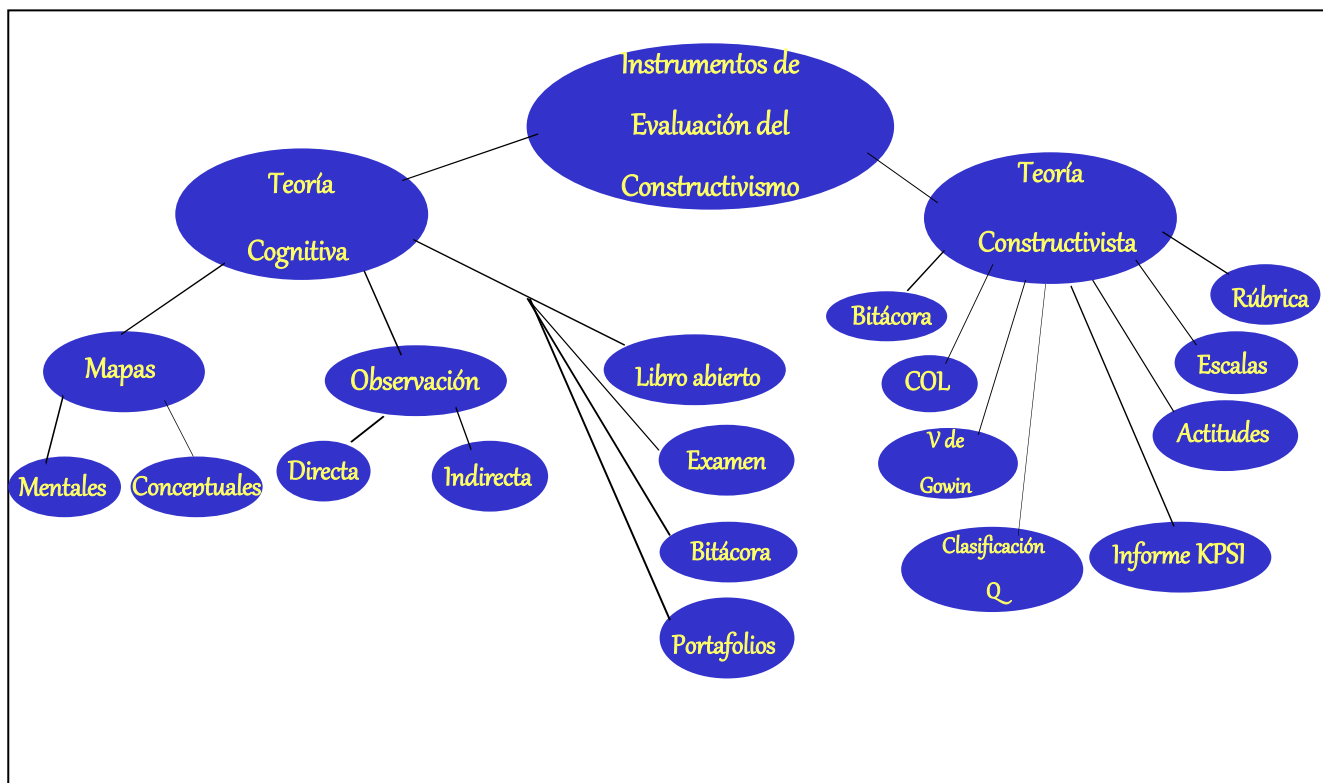 Instrumentos de
Evaluación del
Constructivismo
Teoría
Cognitiva
Teoría
Constructivista
Mapas
Observación
Libro abierto
Mentales
Conceptuales
Directa
Indirecta
Examen
Bitácora
Portafolios
Bitácora
COL
V de
Gowin
Clasificación
Q
Informe KPSI
Actitudes
Escalas
Rúbrica